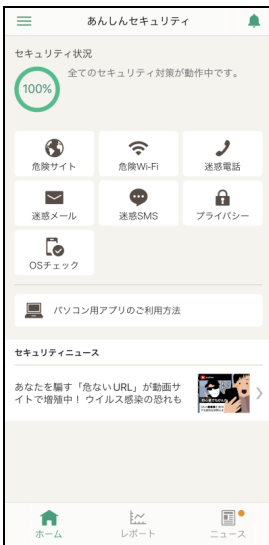 あんしんセキュリティ
セキュリティ状況
100%
全てのセキュリティ対策が動作中です。
危険サイト
危険Wi-Fi
迷惑電話
迷惑メール
迷惑SMS
プライバシー
OSチェック
パソコン用アプリのご利用方法
セキュリティニュース
あなたを騙す「危ないURL」が動画サ
イトで増殖中！ ウイルス感染の恐れも
ホーム
レポート
ニュース